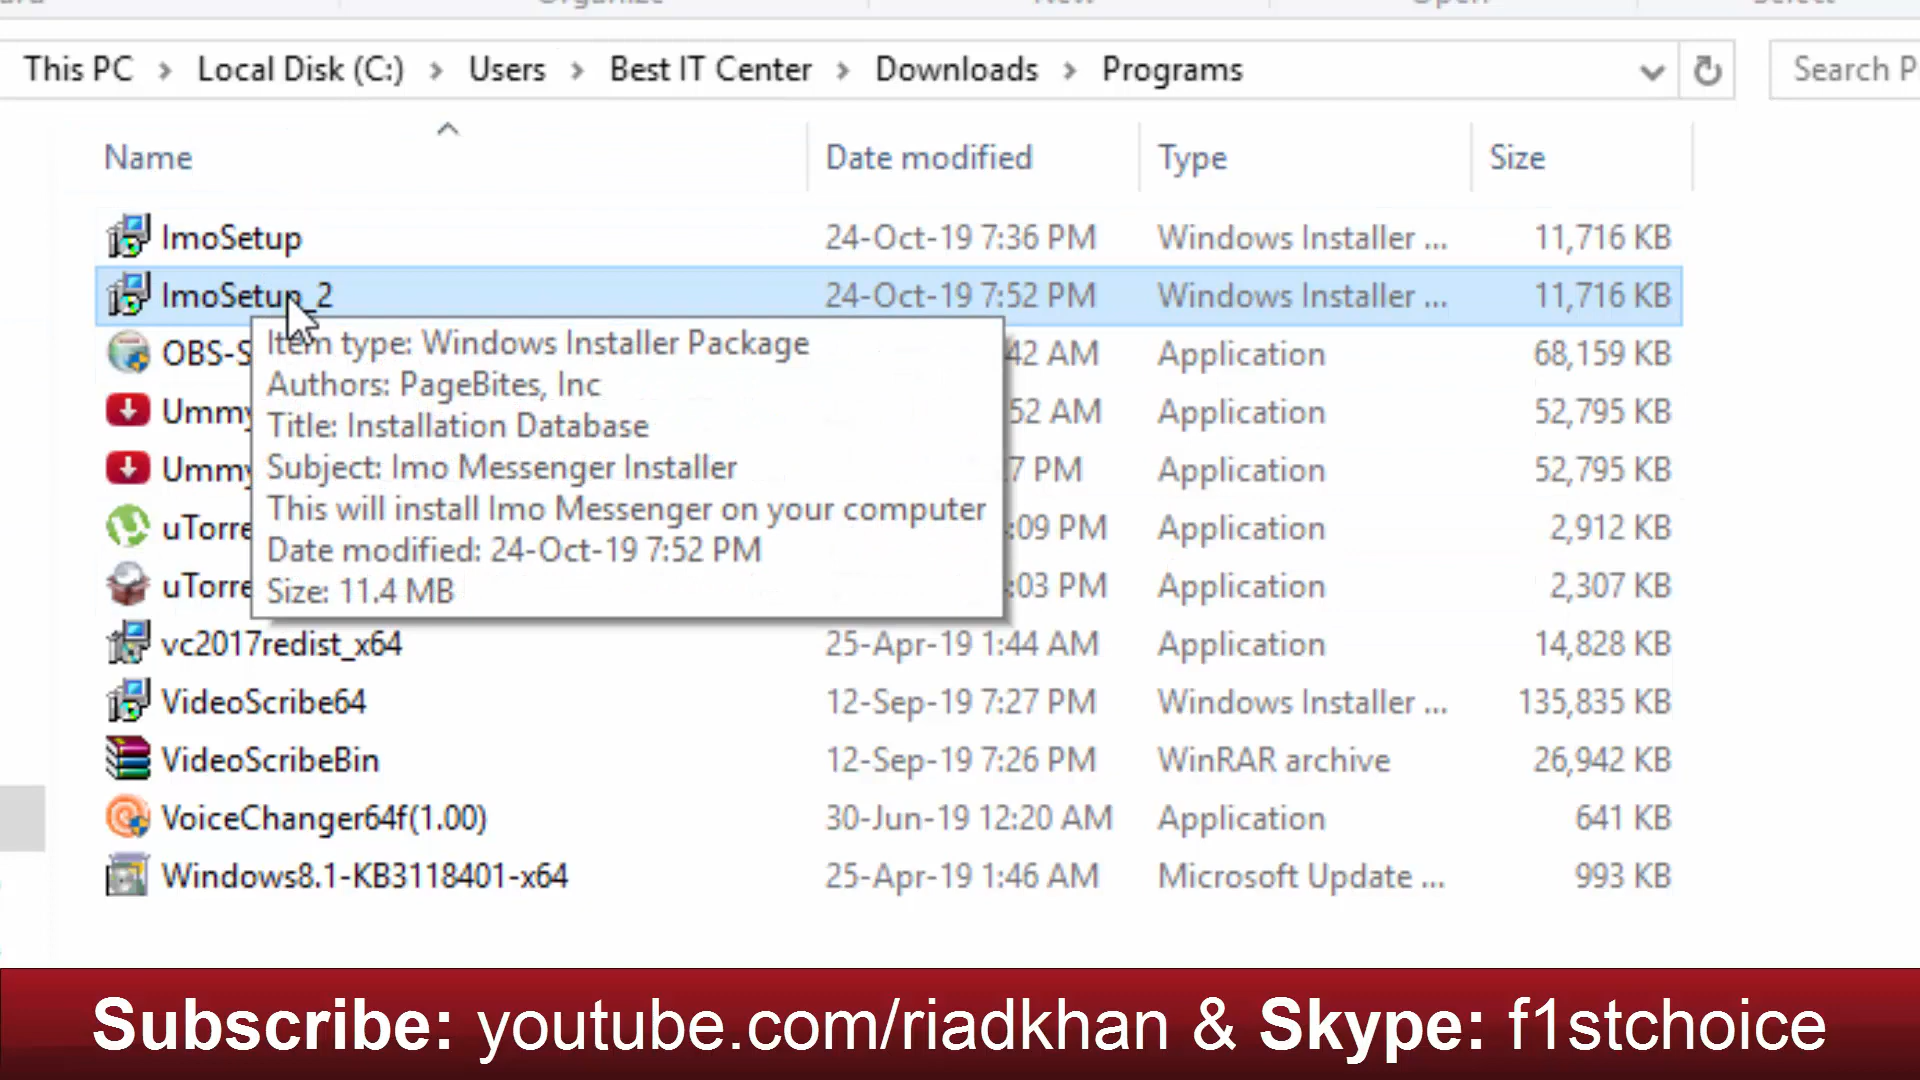 This PC > Local Disk (C:) > Users > Best IT Center > Downloads > Programs
Search P
Name Date modified Type Size
ImoSetup 24-Oct-19 7:36 PM Windows Installer ... 11,716 KB
ImoSetup_2 24-Oct-19 7:52 PM Windows Installer ... 11,716 KB
OBS-S 42 AM Application 68,159 KB
Ummy 52 AM Application 52,795 KB
Ummy 7 PM Application 52,795 KB
uTorre :09 PM Application 2,912 KB
uTorre :03 PM Application 2,307 KB
Item type: Windows Installer Package
Authors: PageBites, Inc
Title: Installation Database
Subject: Imo Messenger Installer
This will install Imo Messenger on your computer
Date modified: 24-Oct-19 7:52 PM
Size: 11.4 MB
vc2017redist_x64 25-Apr-19 1:44 AM Application 14,828 KB
VideoScribe64 12-Sep-19 7:27 PM Windows Installer ... 135,835 KB
VideoScribeBin 12-Sep-19 7:26 PM WinRAR archive 26,942 KB
VoiceChanger64f(1.00) 30-Jun-19 12:20 AM Application 641 KB
Windows8.1-KB3118401-x64 25-Apr-19 1:46 AM Microsoft Update ... 993 KB
Subscribe: youtube.com/riadkhan & Skype: f1stchoice